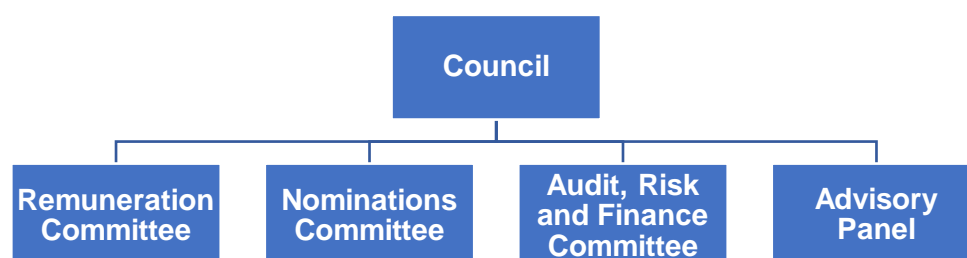 Council
Remuneration
Committee
Nominations
Committee
Audit, Risk
and Finance
Committee
Advisory
Panel